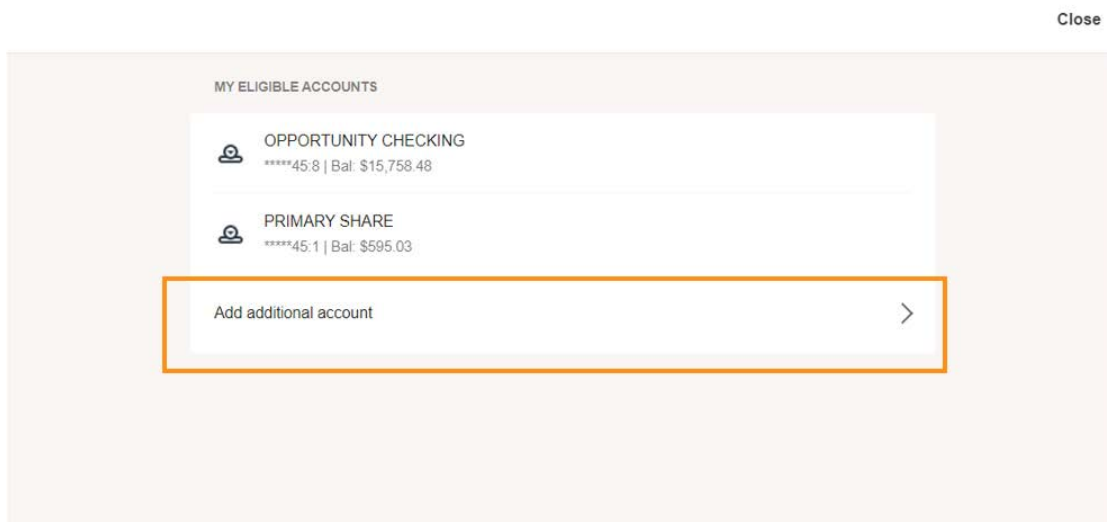 Close
MY ELIGIBLE ACCOUNTS
OPPORTUNITY CHECKING
*****45:8 | Bal: $15,758.48
PRIMARY SHARE
*****45:1 | Bal: $595.03
Add additional account